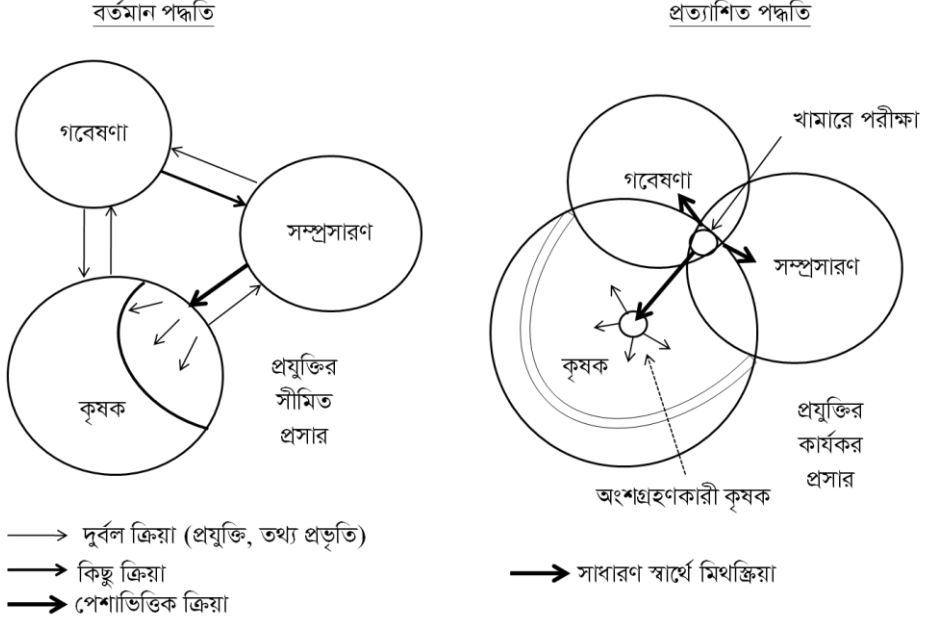 বর্তমান পদ্ধতি
গবেষণা
সম্প্রসারণ
কৃষক
প্রযুক্তির
সীমিত
প্রসার
দুর্বল ক্রিয়া (প্রযুক্তি, তথ্য প্রভৃতি)
কিছু ক্রিয়া
পেশাভিত্তিক ক্রিয়া
প্রত্যাশিত পদ্ধতি
খামারে পরীক্ষা
গবেষণা
সম্প্রসারণ
কৃষক
প্রযুক্তির
কার্যকর
প্রসার
অংশগ্রহণকারী কৃষক
সাধারণ স্বার্থে মিথস্ক্রিয়া